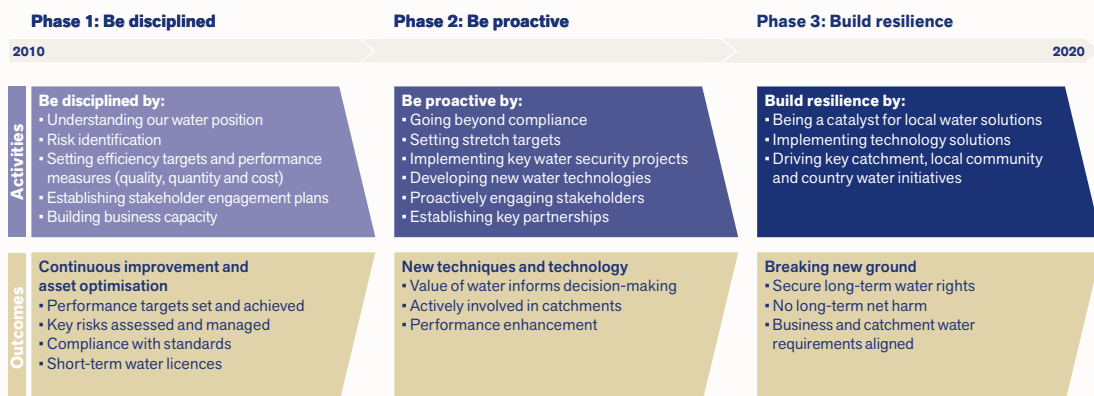 Phase 1: Be disciplined
Phase 2: Be proactive
Phase 3: Build resilience
2010
2020
Activities
Be disciplined by:
▪ Understanding our water position
▪ Risk identification
▪ Setting efficiency targets and performance
measures (quality, quantity and cost)
▪ Establishing stakeholder engagement plans
▪ Building business capacity
Be proactive by:
▪ Going beyond compliance
▪ Setting stretch targets
▪ Implementing key water security projects
▪ Developing new water technologies
▪ Proactively engaging stakeholders
▪ Establishing key partnerships
Build resilience by:
▪ Being a catalyst for local water solutions
▪ Implementing technology solutions
▪ Driving key catchment, local community
and country water initiatives
Outcomes
Continuous improvement and
asset optimisation
▪ Performance targets set and achieved
▪ Key risks assessed and managed
▪ Compliance with standards
▪ Short-term water licences
New techniques and technology
▪ Value of water informs decision-making
▪ Actively involved in catchments
▪ Performance enhancement
Breaking new ground
▪ Secure long-term water rights
▪ No long-term net harm
▪ Business and catchment water
requirements aligned